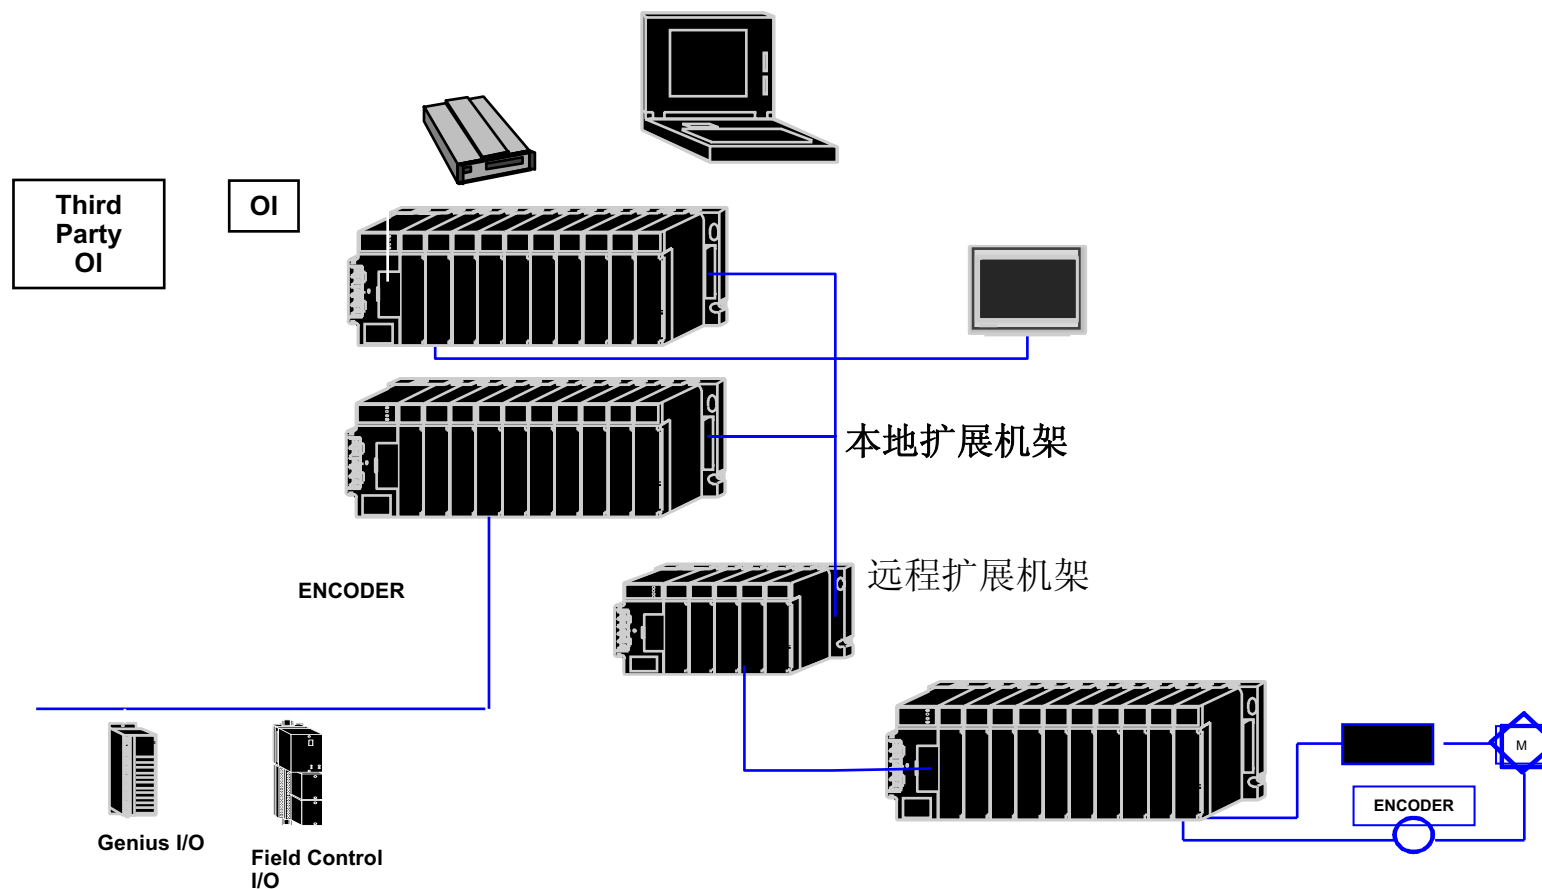 Third
Party
OI
OI
本地扩展机架
远程扩展机架
ENCODER
M
ENCODER
Genius I/O
Field Control
I/O